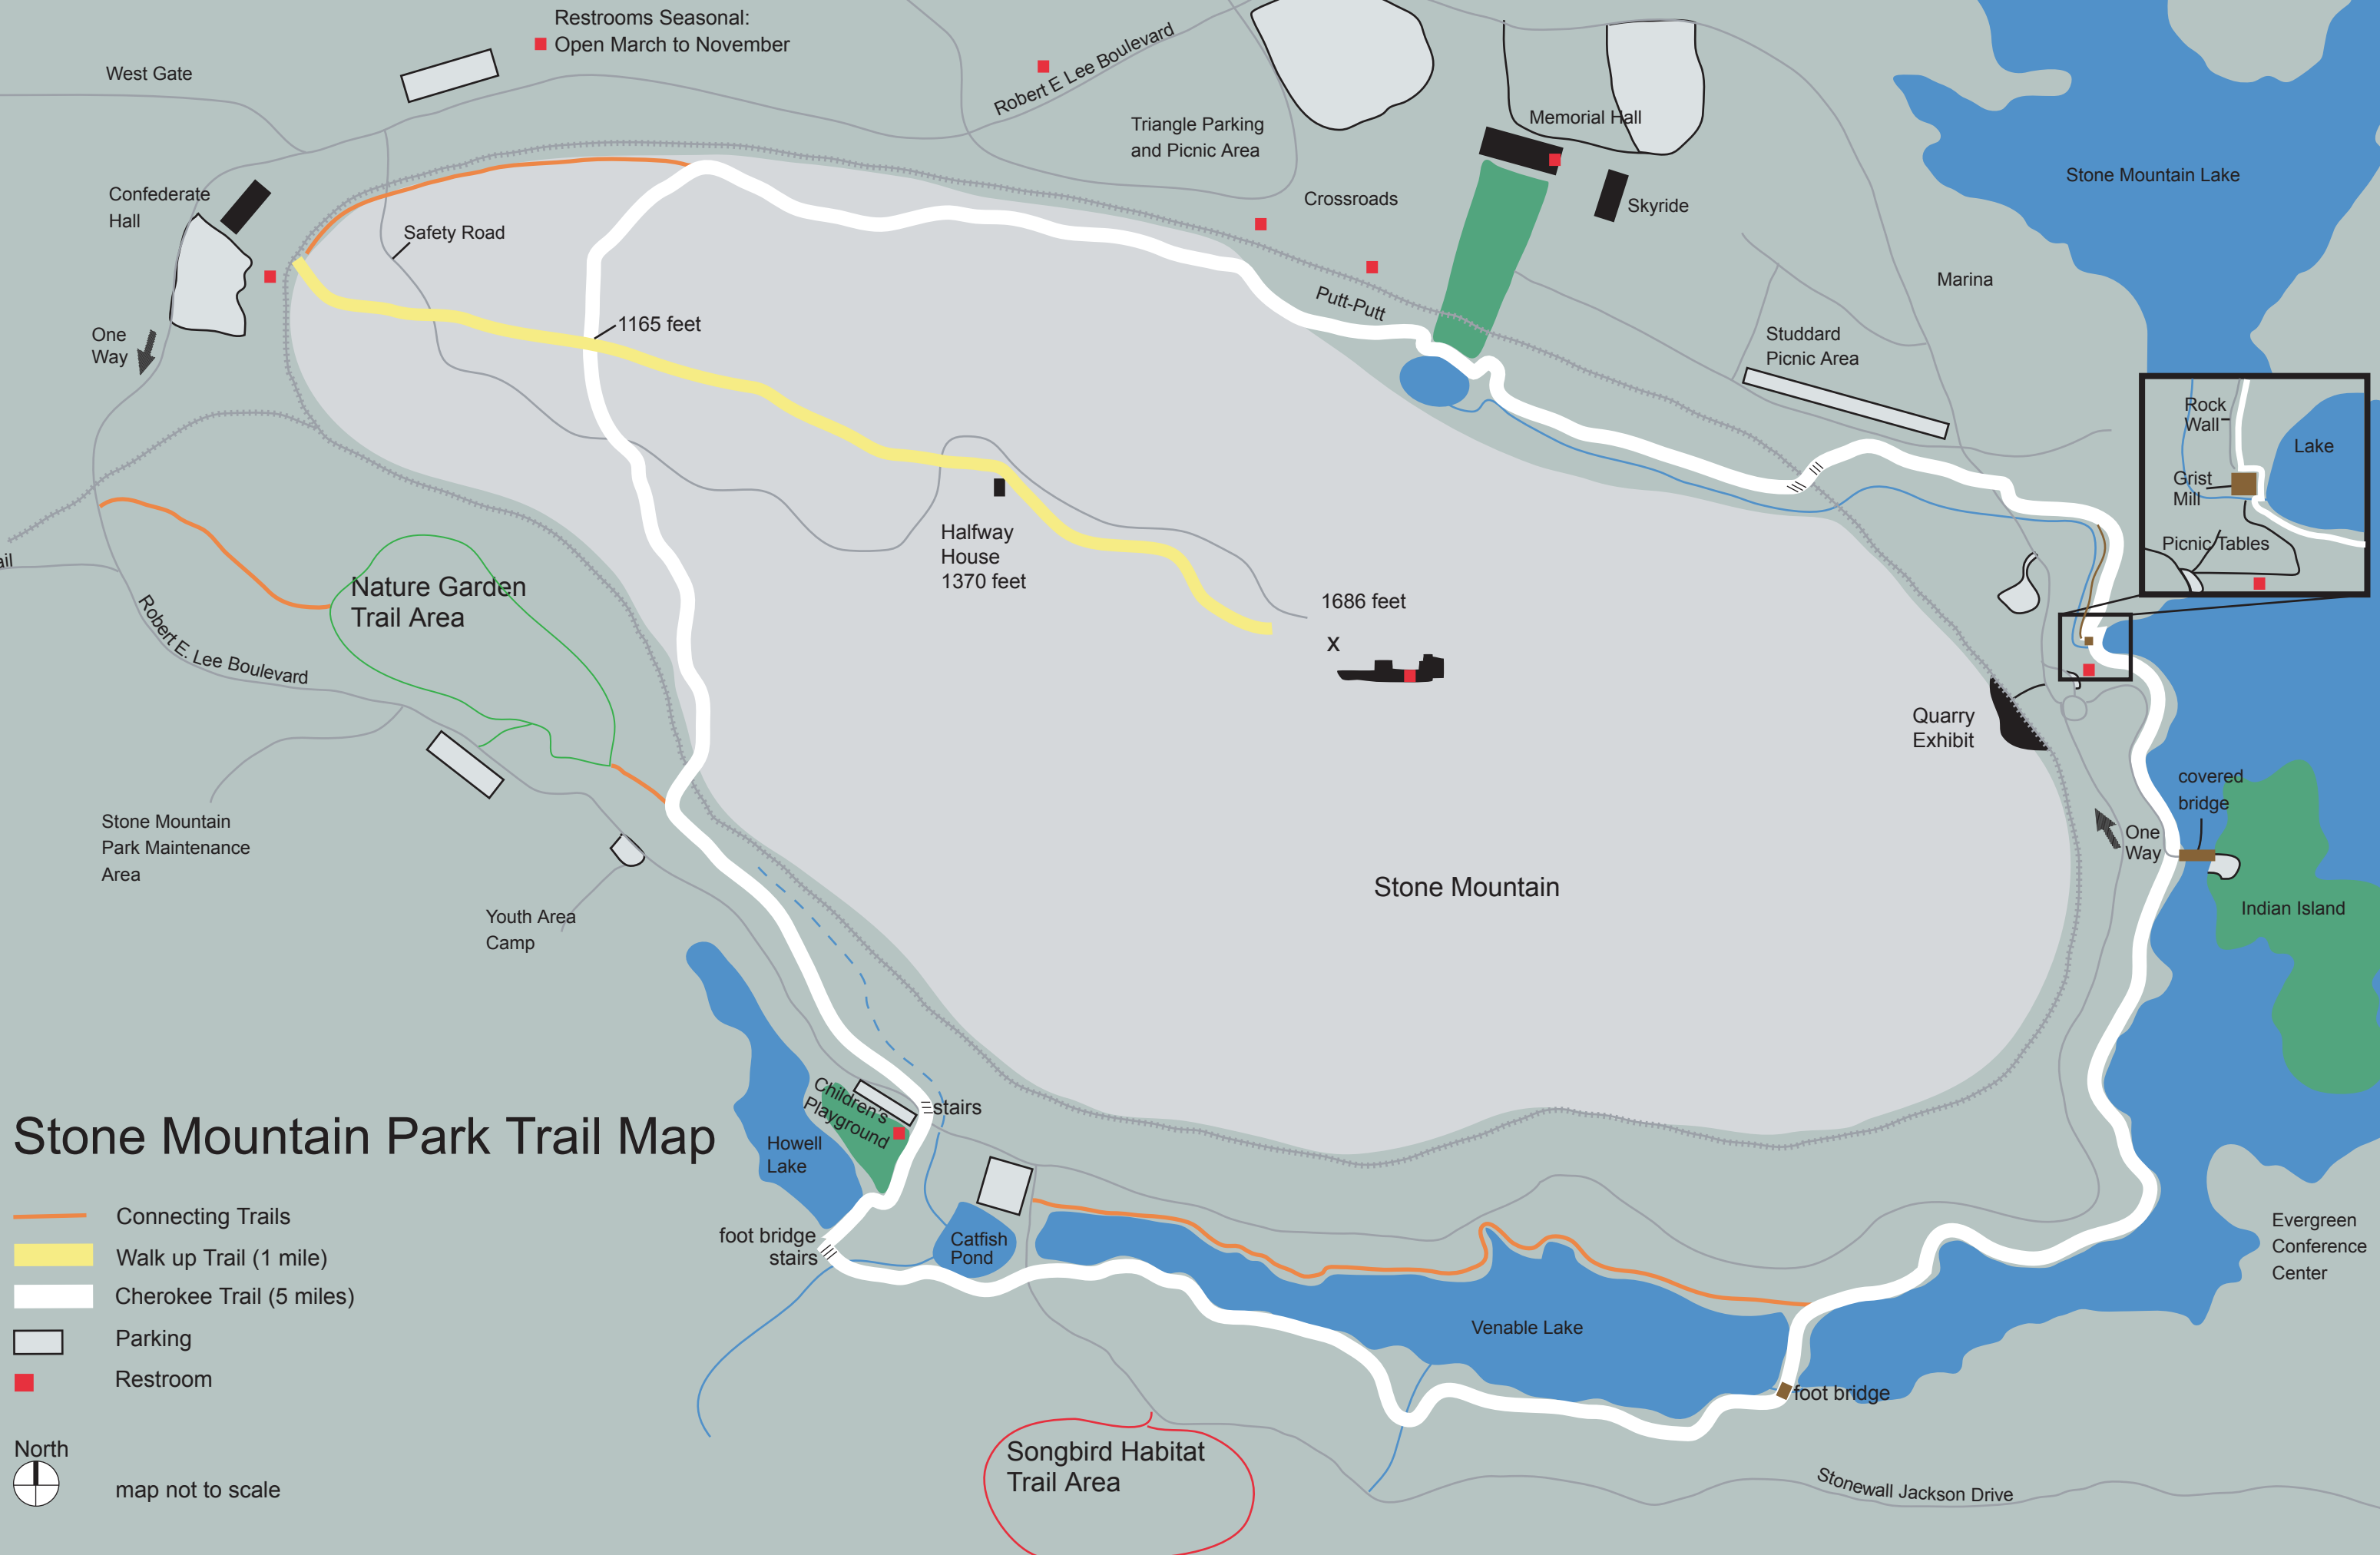 Restrooms Seasonal:
Open March to November
West Gate
Robert E Lee Boulevard
Triangle Parking
and Picnic Area
Memorial Hall
Stone Mountain Lake
Confederate
Hall
Safety Road
Crossroads
Skyride
Marina
One
Way
1165 feet
Putt-Putt
Studdard
Picnic Area
Rock
Wall
Lake
Grist
Mill
Picnic Tables
Halfway
House
1370 feet
ail
Nature Garden
Trail Area
1686 feet
x
Robert E. Lee Boulevard
Quarry
Exhibit
covered
bridge
One
Way
Stone Mountain
Park Maintenance
Area
Stone Mountain
Indian Island
Youth Area
Camp
Children's
Playground
stairs
Stone Mountain Park Trail Map
Howell
Lake
foot bridge
stairs
Catfish
Pond
Evergreen
Conference
Center
Connecting Trails
Walk up Trail (1 mile)
Cherokee Trail (5 miles)
Parking
Restroom
Venable Lake
foot bridge
Songbird Habitat
Trail Area
Stonewall Jackson Drive
North
map not to scale